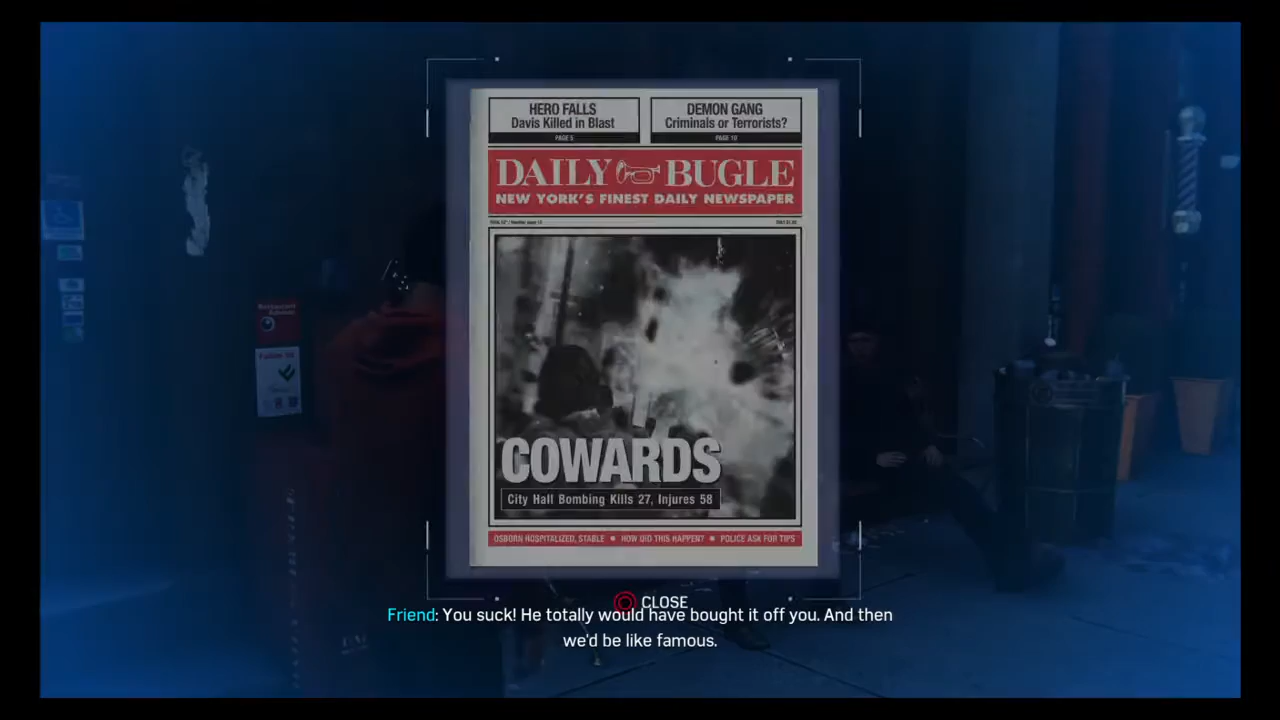 HERO FALLS
Davis Killed in Blast
PAGE 5
DEMON GANG
Criminals or Terrorists?
PAGE 10
DAILY BUGLE
NEW YORK'S FINEST DAILY NEWSPAPER
COWARDS
City Hall Bombing Kills 27, Injures 58
OSBORN HOSPITALIZED, STABLE • HOW DID THIS HAPPEN? • POLICE ASK FOR TIPS
CLOSE
Friend: You suck! He totally would have bought it off you. And then
we'd be like famous.